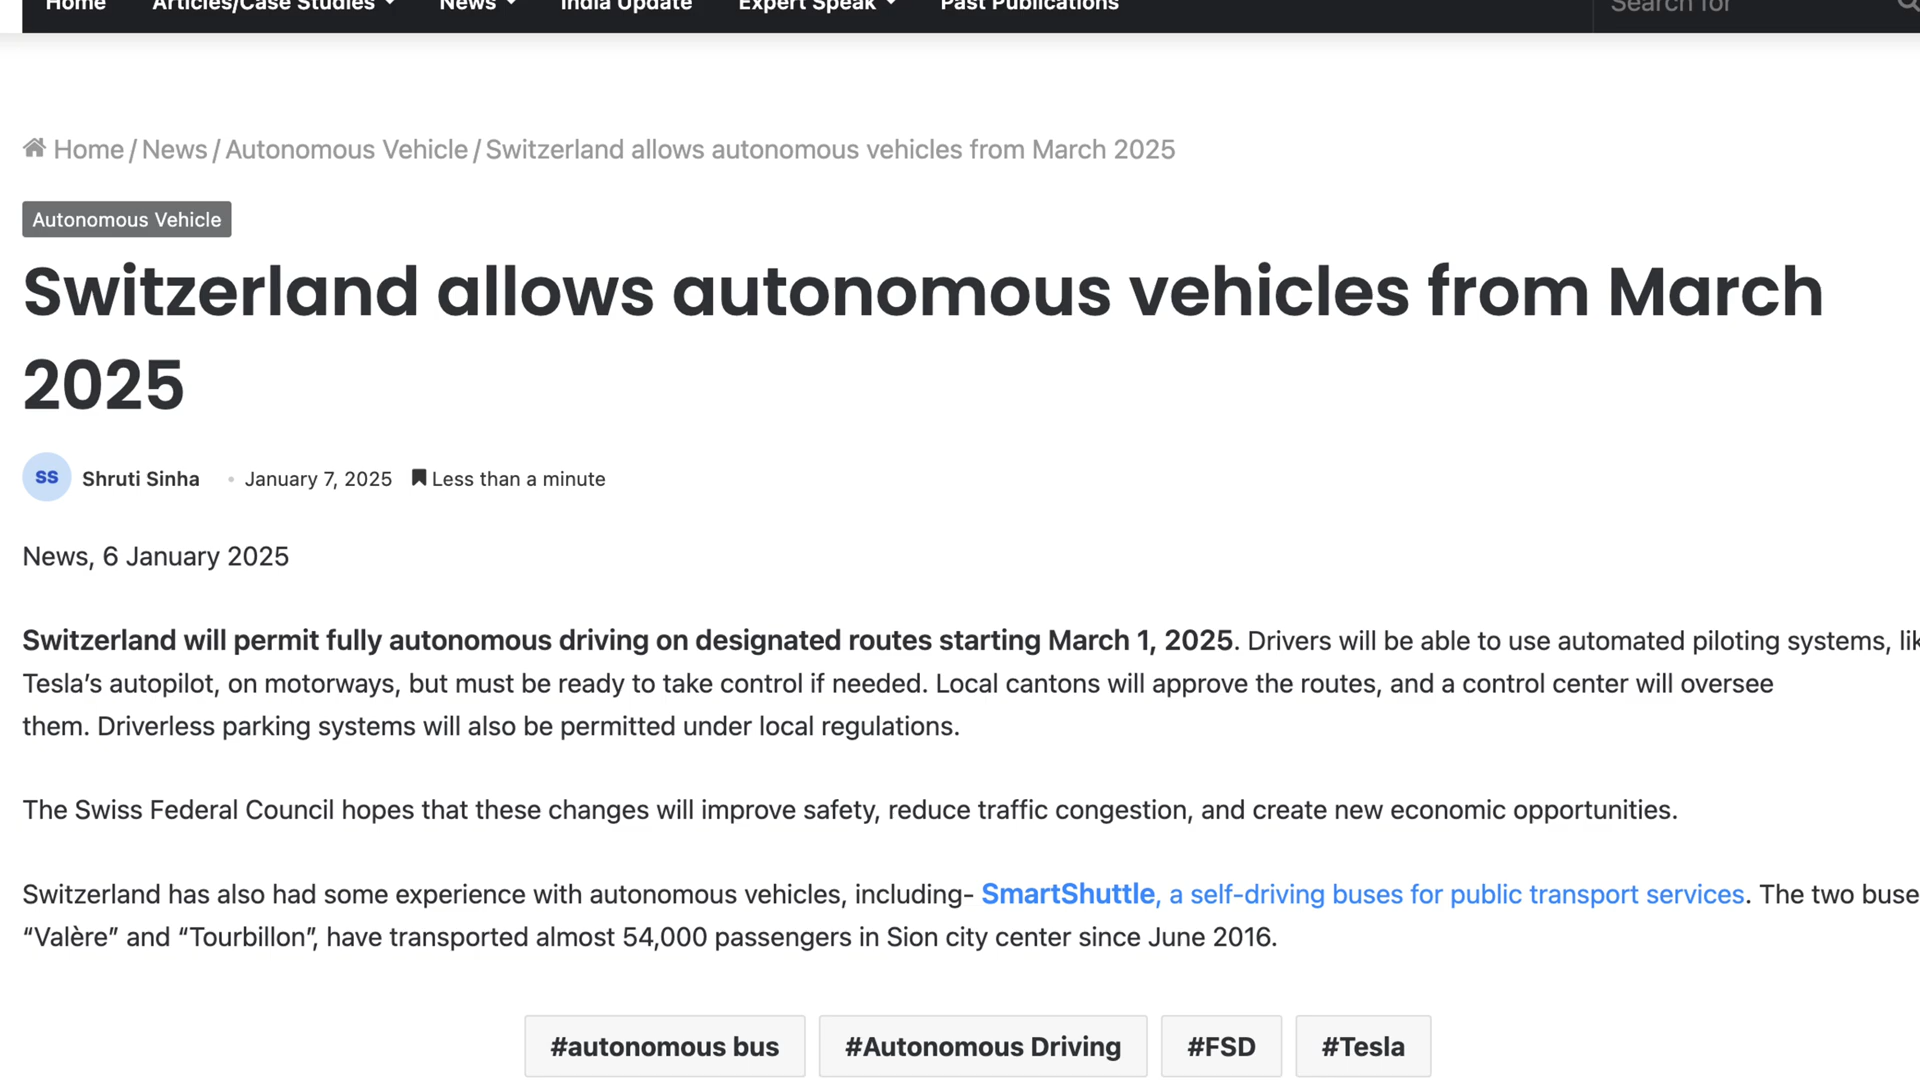 Home Articles/Case Studies News India Update Expert Speak Past Publications Search for
Home / News / Autonomous Vehicle / Switzerland allows autonomous vehicles from March 2025
Autonomous Vehicle
Switzerland allows autonomous vehicles from March
2025
SS Shruti Sinha • January 7, 2025 Less than a minute
News, 6 January 2025
Switzerland will permit fully autonomous driving on designated routes starting March 1, 2025. Drivers will be able to use automated piloting systems,
Tesla’s autopilot, on motorways, but must be ready to take control if needed. Local cantons will approve the routes, and a control center will oversee
them. Driverless parking systems will also be permitted under local regulations.
The Swiss Federal Council hopes that these changes will improve safety, reduce traffic congestion, and create new economic opportunities.
Switzerland has also had some experience with autonomous vehicles, including- SmartShuttle, a self-driving buses for public transport services. The two buse
“Valère” and “Tourbillon”, have transported almost 54,000 passengers in Sion city center since June 2016.
#autonomous bus #Autonomous Driving #FSD #Tesla